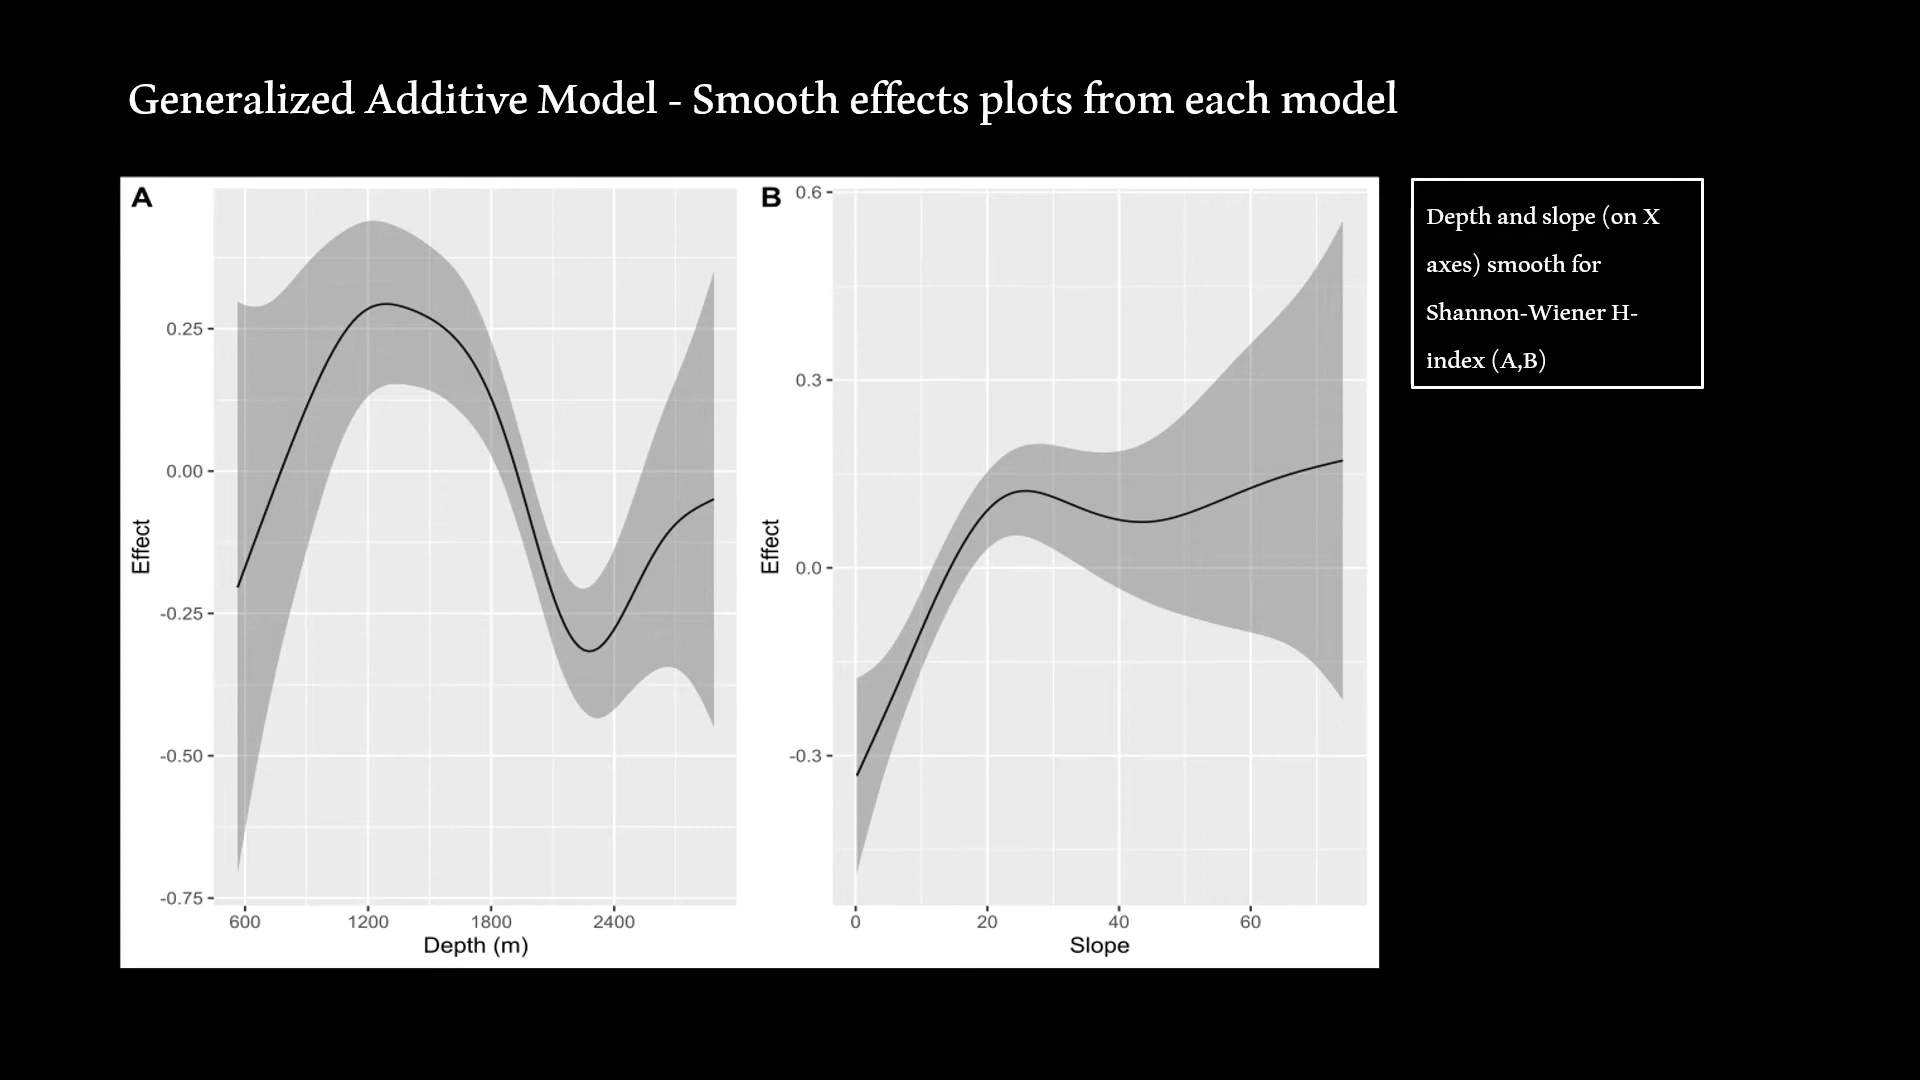 Generalized Additive Model - Smooth effects plots from each model
A
0.25
0.00
-0.25
-0.50
-0.75
Effect
600 1200 1800 2400
Depth (m)
B
0.6
0.3
0.0
-0.3
Effect
0 20 40 60
Slope
Depth and slope (on X
axes) smooth for
Shannon-Wiener H-
index (A,B)